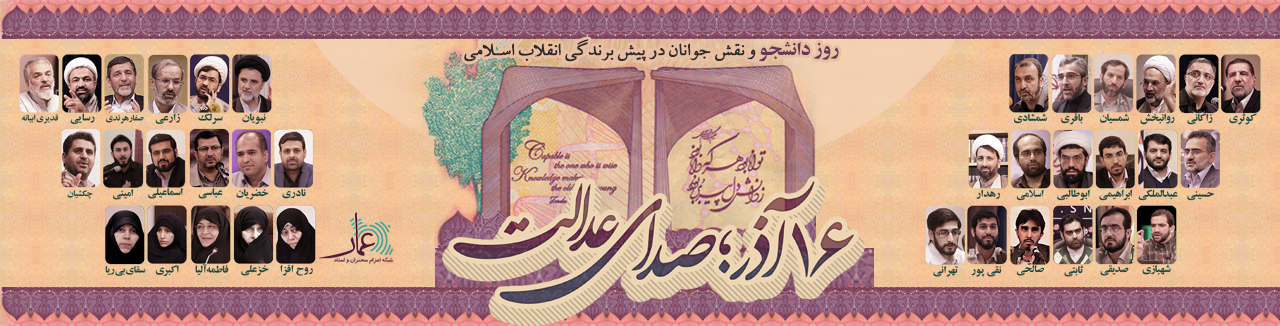 روز دانشجو و نقش جوانان در پیش برندگی انقلاب اسلامی
کوثری زاکانی روانبخش شمسیان باقری شمشادی
حسینی عبدالملکی ابراهیمی ابوطالبی اسلامی رهدار
شهبازی صدیقی ثابتی صالحی نقی پور تهرانی
توانا بود هر که دانا بود
ز دانش دل پیر برنا بود
Capable is
the one who is wise
Knowledge make
the old young
۱۶ آذر؛ صدای عدالت
نبویان سرلک زارعی صفارهرندی رسایی قدیری ابیانه
نادری خضریان عباسی اسماعیلی امینی جکتیان
روح افزا خزعلی فاطمه آلیا اکبری سقای بی ریا
عمار
شبکه اعزام سخنران و استاد